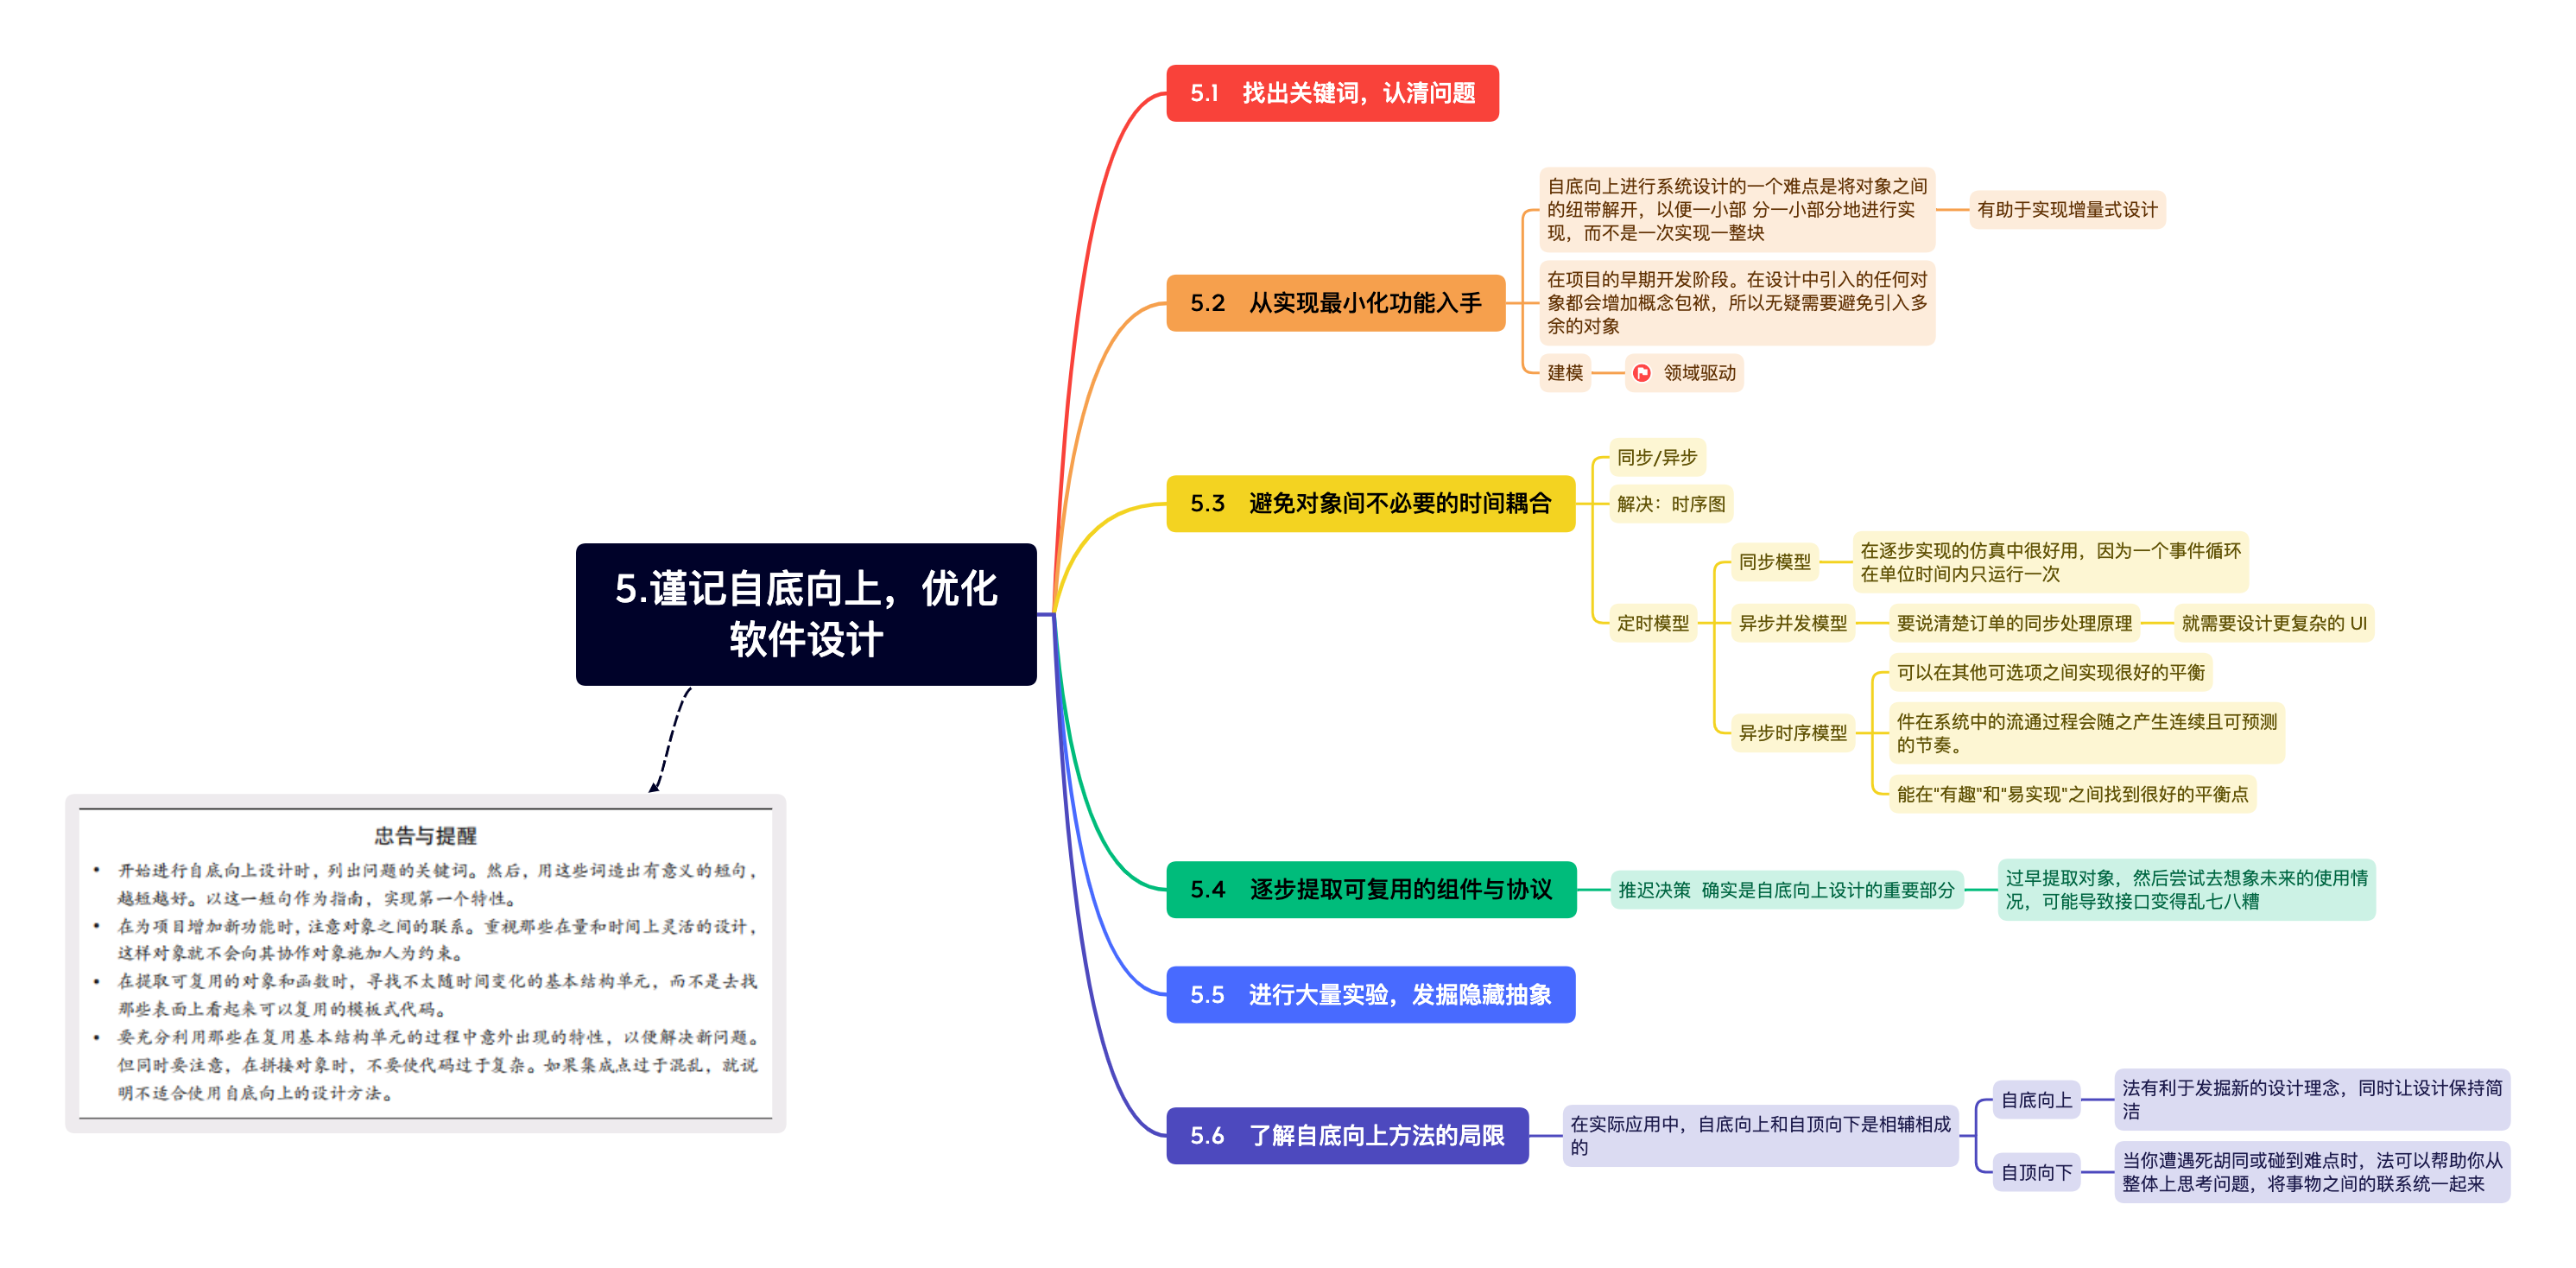 5.谨记自底向上，优化
软件设计
忠告与提醒
• 开始进行自底向上设计时，列出问题的关键词。然后，用这些词造出有意义的短句，
越短越好。以这一短句作为指南，实现第一个特性。
• 在为项目增加新功能时，注意对象之间的联系。重视那些在量和时间上灵活的设计，
这样对象就不会向其协作对象施加人为约束。
• 在提取可复用的对象和函数时，寻找不太随时间变化的基本结构单元，而不是去找
那些表面上看起来可以复用的模板式代码。
• 要充分利用那些在复用基本结构单元的过程中意外出现的特性，以便解决新问题。
但同时要注意，在拼接对象时，不要使代码过于复杂。如果集成点过于混乱，就说
明不适合使用自底向上的设计方法。
5.1 找出关键词，认清问题
5.2 从实现最小化功能入手
自底向上进行系统设计的一个难点是将对象之间
的纽带解开，以便一小部 分一小部分地进行实
现，而不是一次实现一整块
有助于实现增量式设计
在项目的早期开发阶段。在设计中引入的任何对
象都会增加概念包袱，所以无疑需要避免引入多
余的对象
建模
领域驱动
5.3 避免对象间不必要的时间耦合
同步/异步
解决：时序图
定时模型
同步模型
在逐步实现的仿真中很好用，因为一个事件循环
在单位时间内只运行一次
异步并发模型
要说清楚订单的同步处理原理
就需要设计更复杂的 UI
异步时序模型
可以在其他可选项之间实现很好的平衡
件在系统中的流通过程会随之产生连续且可预测
的节奏。
能在"有趣"和"易实现"之间找到很好的平衡点
5.4 逐步提取可复用的组件与协议
推迟决策 确实是自底向上设计的重要部分
过早提取对象，然后尝试去想象未来的使用情
况，可能导致接口变得乱七八糟
5.5 进行大量实验，发掘隐藏抽象
5.6 了解自底向上方法的局限
在实际应用中，自底向上和自顶向下是相辅相成
的
自底向上
法有利于发掘新的设计理念，同时让设计保持简
洁
自顶向下
当你遭遇死胡同或碰到难点时，法可以帮助你从
整体上思考问题，将事物之间的联系统一起来